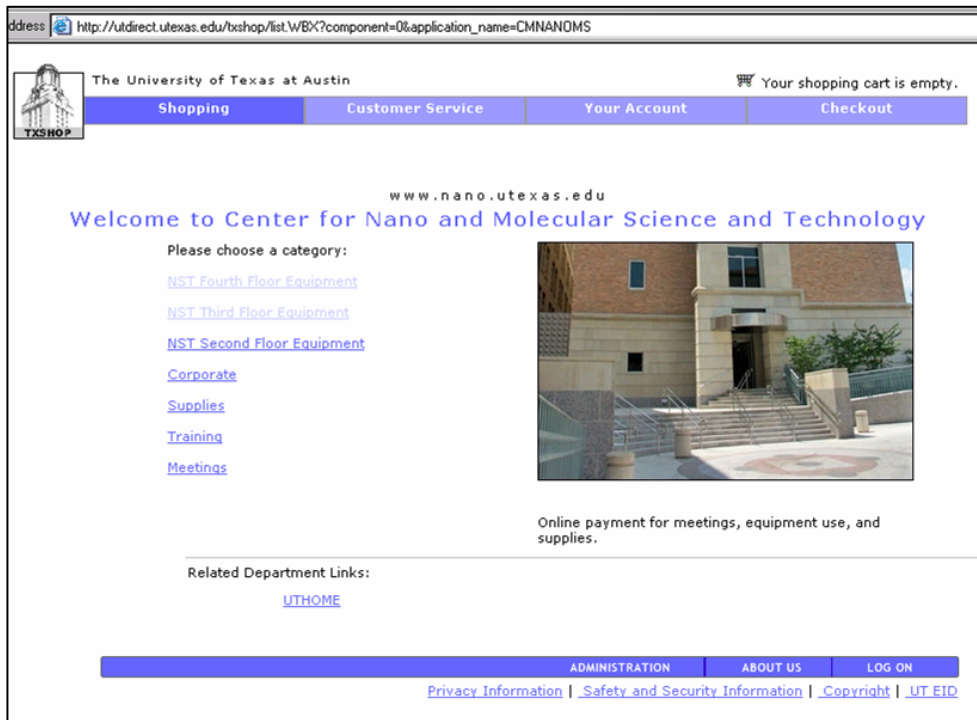 ddress http://utdirect.utexas.edu/txshop/list.WBX?component=0&application_name=CMNANOMS
The University of Texas at Austin
Your shopping cart is empty.
TXSHOP
Shopping Customer Service Your Account Checkout
www.nano.utexas.edu
Welcome to Center for Nano and Molecular Science and Technology
Please choose a category:
NST Fourth Floor Equipment
NST Third Floor Equipment
NST Second Floor Equipment
Corporate
Supplies
Training
Meetings
Online payment for meetings, equipment use, and
supplies.
Related Department Links:
UTHOME
ADMINISTRATION ABOUT US LOG ON
Privacy Information | Safety and Security Information | Copyright | UT EID